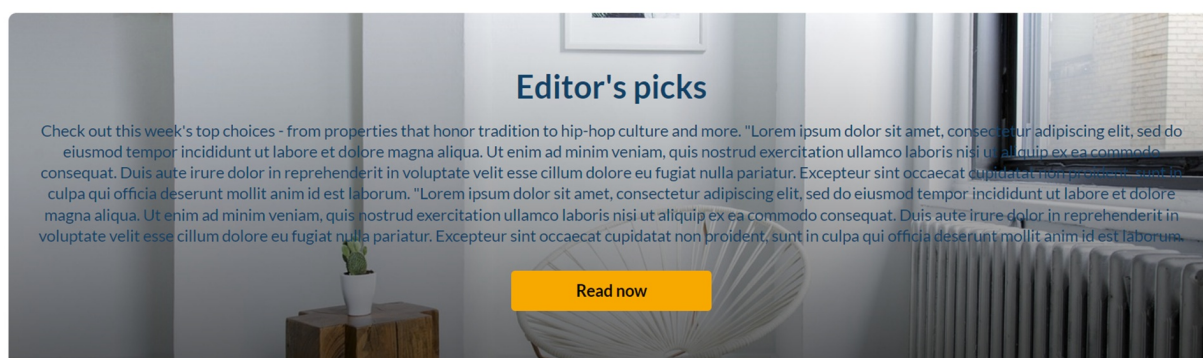 Editor's picks
Check out this week's top choices - from properties that honor tradition to hip-hop culture and more. "Lorem ipsum dolor sit amet, consectetur adipiscing elit, sed do
eiusmod tempor incididunt ut labore et dolore magna aliqua. Ut enim ad minim veniam, quis nostrud exercitation ullamco laboris nisi ut aliquip ex ea commodo
consequat. Duis aute irure dolor in reprehenderit in voluptate velit esse cillum dolore eu fugiat nulla pariatur. Excepteur sint occaecat cupidatat non proident, sunt in
culpa qui officia deserunt mollit anim id est laborum. "Lorem ipsum dolor sit amet, consectetur adipiscing elit, sed do eiusmod tempor incididunt ut labore et dolore
magna aliqua. Ut enim ad minim veniam, quis nostrud exercitation ullamco laboris nisi ut aliquip ex ea commodo consequat. Duis aute irure dolor in reprehenderit in
voluptate velit esse cillum dolore eu fugiat nulla pariatur. Excepteur sint occaecat cupidatat non proident, sunt in culpa qui officia deserunt mollit anim id est laborum.
Read now